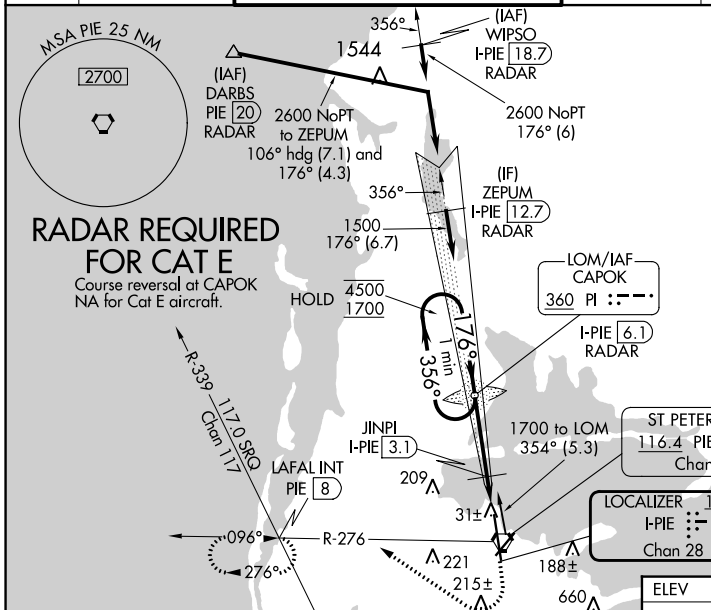 MSA PIE 25 NM
2700
(IAF)
DARBS
PIE 20
RADAR
1544
356°
(IAF)
WIPSO
I-PIE 18.7
RADAR
2600 NoPT
to ZEPUM
106° hdg (7.1) and
176° (4.3)
2600 NoPT
176° (6)
356°
(IF)
ZEPUM
I-PIE 12.7
RADAR
1500
176° (6.7)
RADAR REQUIRED
FOR CAT E
Course reversal at CAPOK
NA for Cat E aircraft.
HOLD 4500
1700
176°
1 min
356°
LOM/IAF
CAPOK
360 PI
I-PIE 6.1
RADAR
R-339
117.0 SRQ
Chan 117
JINPI
I-PIE 3.1
1700 to LOM
354° (5.3)
ST PETER
116.4 PIE
Chan
LAFAL INT
PIE 8
209
31±
LOCALIZER 1
I-PIE
Chan 28
096°
R-276
276°
221
215±
188±
660
ELEV